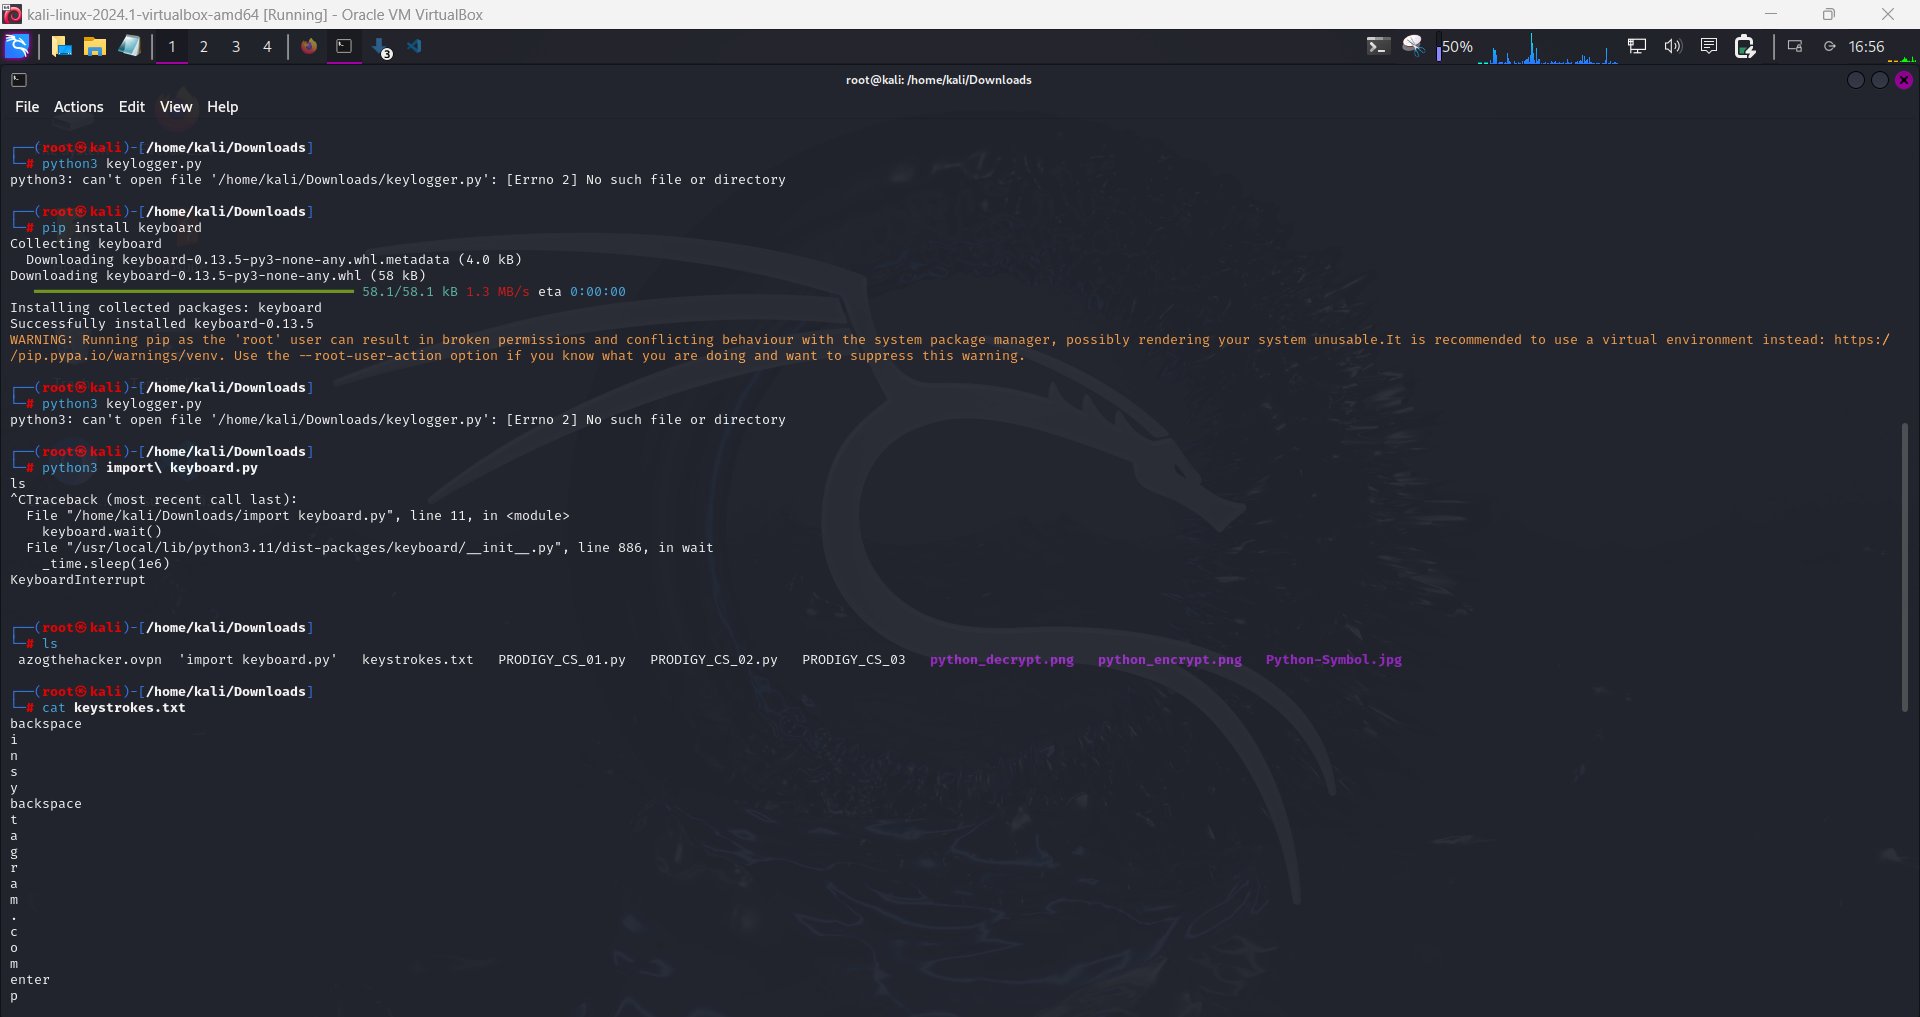 kali-linux-2024.1-virtualbox-amd64 [Running] - Oracle VM VirtualBox
1 2 3 4 3 50% 16:56
root@kali: /home/kali/Downloads
File Actions Edit View Help
┌──(root㉿kali)-[/home/kali/Downloads]
└─# python3 keylogger.py
python3: can't open file '/home/kali/Downloads/keylogger.py': [Errno 2] No such file or directory
┌──(root㉿kali)-[/home/kali/Downloads]
└─# pip install keyboard
Collecting keyboard
  Downloading keyboard-0.13.5-py3-none-any.whl.metadata (4.0 kB)
Downloading keyboard-0.13.5-py3-none-any.whl (58 kB)
58.1/58.1 kB 1.3 MB/s eta 0:00:00
Installing collected packages: keyboard
Successfully installed keyboard-0.13.5
WARNING: Running pip as the 'root' user can result in broken permissions and conflicting behaviour with the system package manager, possibly rendering your system unusable.It is recommended to use a virtual environment instead: https:/
/pip.pypa.io/warnings/venv. Use the --root-user-action option if you know what you are doing and want to suppress this warning.
┌──(root㉿kali)-[/home/kali/Downloads]
└─# python3 keylogger.py
python3: can't open file '/home/kali/Downloads/keylogger.py': [Errno 2] No such file or directory
┌──(root㉿kali)-[/home/kali/Downloads]
└─# python3 import\ keyboard.py
ls
^CTraceback (most recent call last):
  File "/home/kali/Downloads/import keyboard.py", line 11, in <module>
    keyboard.wait()
  File "/usr/local/lib/python3.11/dist-packages/keyboard/__init__.py", line 886, in wait
    _time.sleep(1e6)
KeyboardInterrupt
┌──(root㉿kali)-[/home/kali/Downloads]
└─# ls
azogthehacker.ovpn 'import keyboard.py' keystrokes.txt PRODIGY_CS_01.py PRODIGY_CS_02.py PRODIGY_CS_03 python_decrypt.png python_encrypt.png Python-Symbol.jpg
┌──(root㉿kali)-[/home/kali/Downloads]
└─# cat keystrokes.txt
backspace
i
n
s
y
backspace
t
a
g
r
a
m
.
c
o
m
enter
p